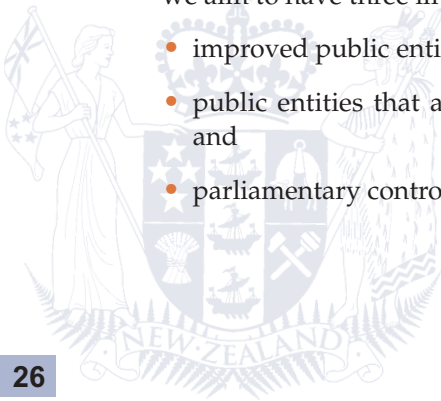 We aim to have three
• improved public enti
• public entities that a
and
• parliamentary contro
NEW·ZEALAND
26